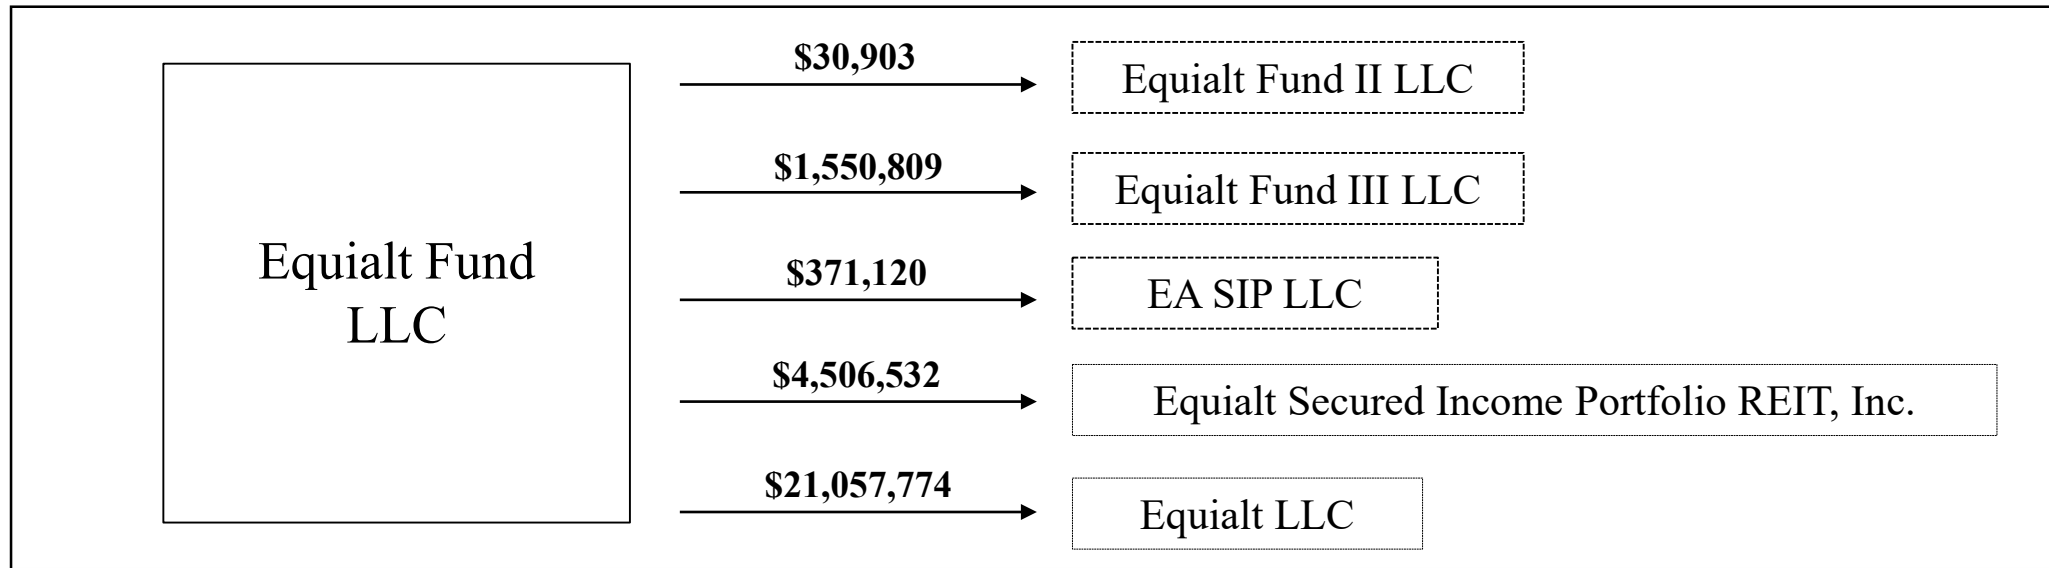 Equialt Fund
LLC
$30,903
Equialt Fund II LLC
$1,550,809
Equialt Fund III LLC
$371,120
EA SIP LLC
$4,506,532
Equialt Secured Income Portfolio REIT, Inc.
$21,057,774
Equialt LLC